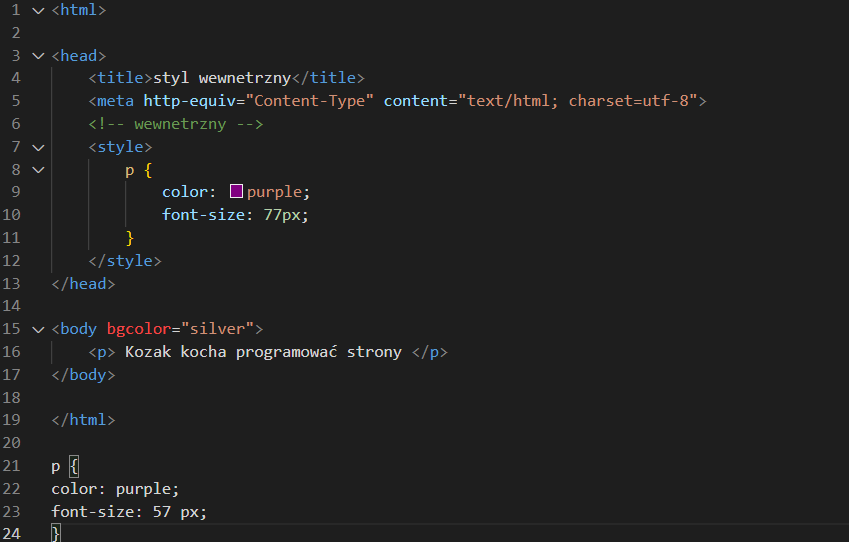 1 <html>
2
3 <head>
4 <title>styl wewnetrzny</title>
5 <meta http-equiv="Content-Type" content="text/html; charset=utf-8">
6 <!-- wewnetrzny -->
7 <style>
8 p {
9 color: purple;
10 font-size: 77px;
11 }
12 </style>
13 </head>
14
15 <body bgcolor="silver">
16 <p> Kozak kocha programować strony </p>
17 </body>
18
19 </html>
20
21 p {
22 color: purple;
23 font-size: 57 px;
24 }